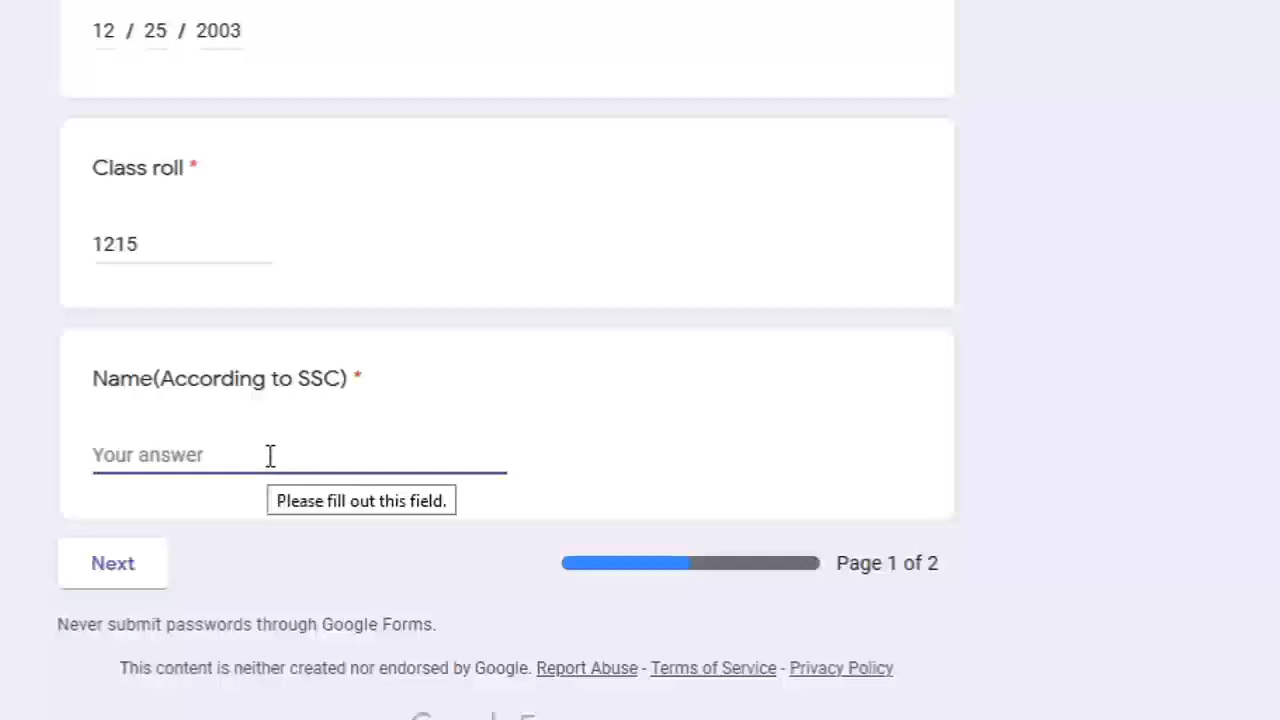 12 / 25 / 2003
Class roll *
1215
Name(According to SSC) *
Your answer
Please fill out this field.
Next
Page 1 of 2
Never submit passwords through Google Forms.
This content is neither created nor endorsed by Google. Report Abuse - Terms of Service - Privacy Policy